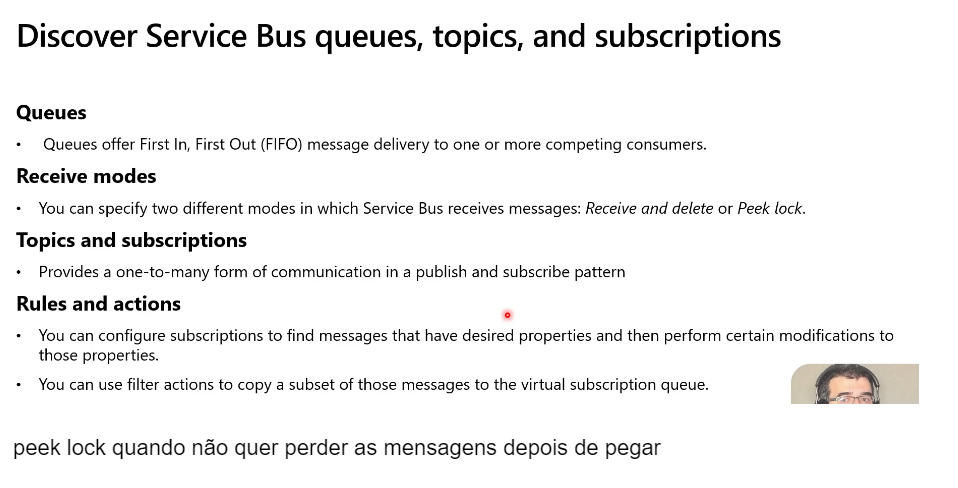 Discover Service Bus queues, topics, and subscriptions
Queues
• Queues offer First In, First Out (FIFO) message delivery to one or more competing consumers.
Receive modes
• You can specify two different modes in which Service Bus receives messages: Receive and delete or Peek lock.
Topics and subscriptions
• Provides a one-to-many form of communication in a publish and subscribe pattern
Rules and actions
• You can configure subscriptions to find messages that have desired properties and then perform certain modifications to
those properties.
• You can use filter actions to copy a subset of those messages to the virtual subscription queue.
peek lock quando não quer perder as mensagens depois de pegar